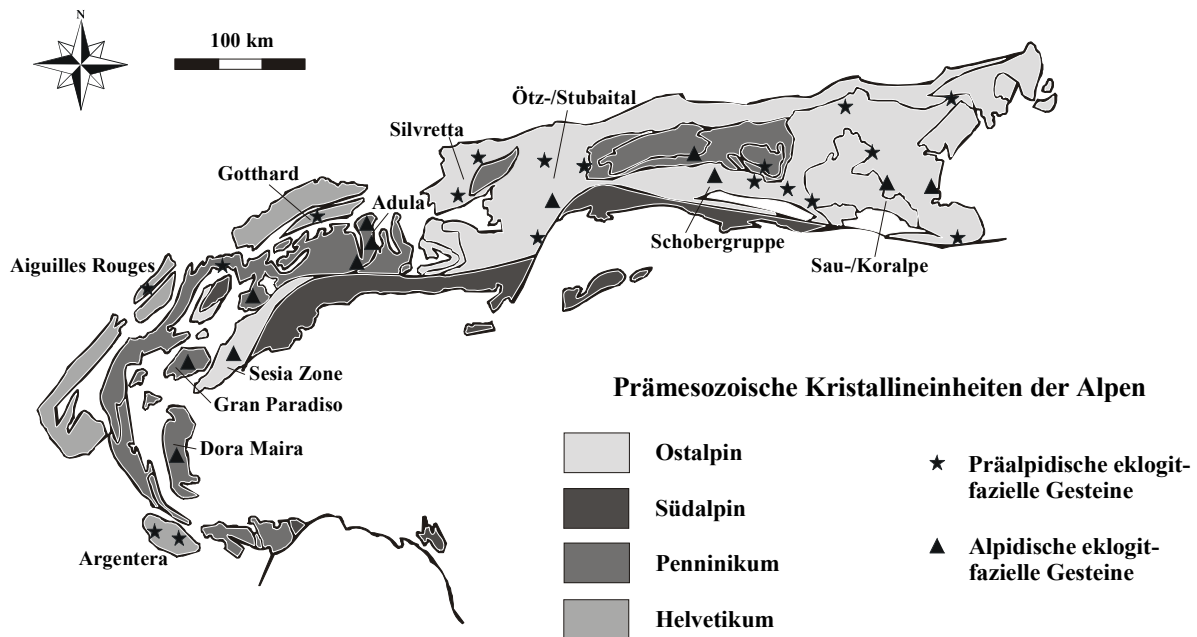 N
100 km
Ötz-/Stubaital
Silvretta
Gotthard
Adula
Aiguilles Rouges
Schobergruppe
Sau-/Koralpe
Sesia Zone
Gran Paradiso
Dora Maira
Argentera
Prämesozoische Kristallineinheiten der Alpen
Ostalpin
Südalpin
Penninikum
Helvetikum
Präalpidische eklogit-
fazielle Gesteine
Alpidische eklogit-
fazielle Gesteine